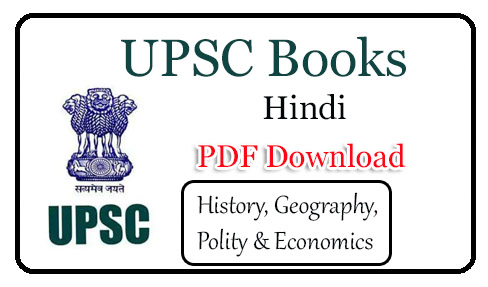 UPSC Books
Hindi
PDF Download
सत्यमेव जयते
UPSC
History, Geography,
Polity & Economics